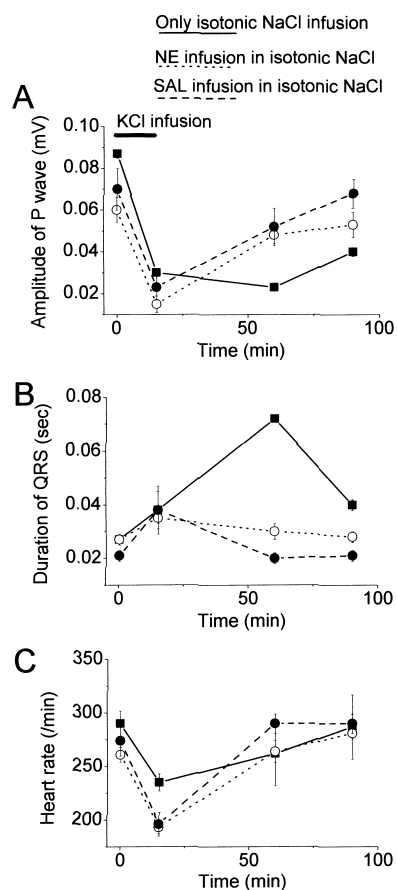 Only isotonic NaCl infusion
NE infusion in isotonic NaCl
SAL infusion in isotonic NaCl
A
KCl infusion
Amplitude of P wave (mV)
0.10
0.08
0.06
0.04
0.02
0 50 100
Time (min)
B
Duration of QRS (sec)
0.08
0.06
0.04
0.02
0 50 100
Time (min)
C
Heart rate (/min)
350
300
250
200
0 50 100
Time (min)